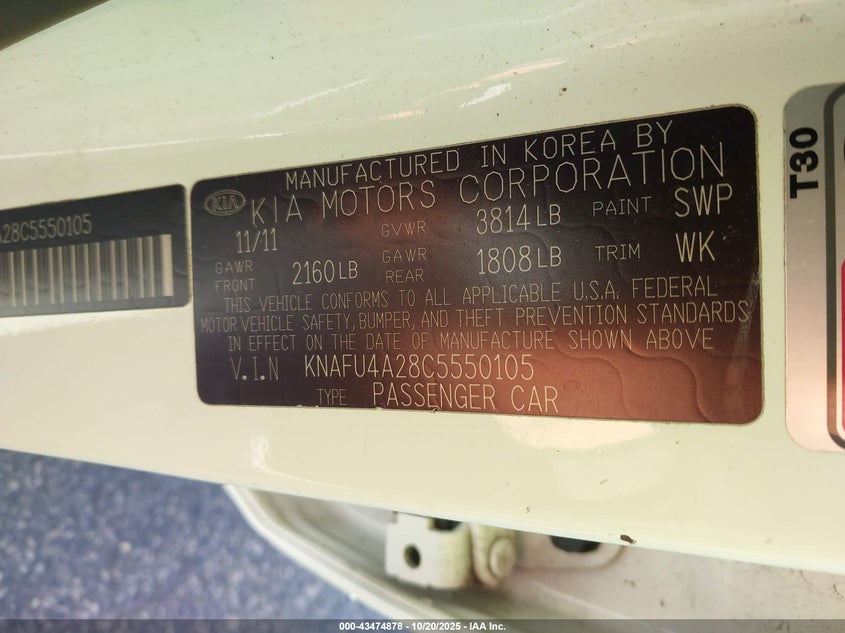 A28C5550105
MANUFACTURED IN KOREA BY
KIA KIA MOTORS CORPORATION
11/11 GVWR 3814 LB PAINT SWP
GAWR FRONT 2160 LB GAWR REAR 1808 LB TRIM WK
THIS VEHICLE CONFORMS TO ALL APPLICABLE U.S.A. FEDERAL
MOTOR VEHICLE SAFETY, BUMPER, AND THEFT PREVENTION STANDARDS
IN EFFECT ON THE DATE OF MANUFACTURE SHOWN ABOVE
V.I.N KNAFU4A28C5550105
TYPE PASSENGER CAR
T30
000-43474878 - 10/20/2025 - IAA Inc.